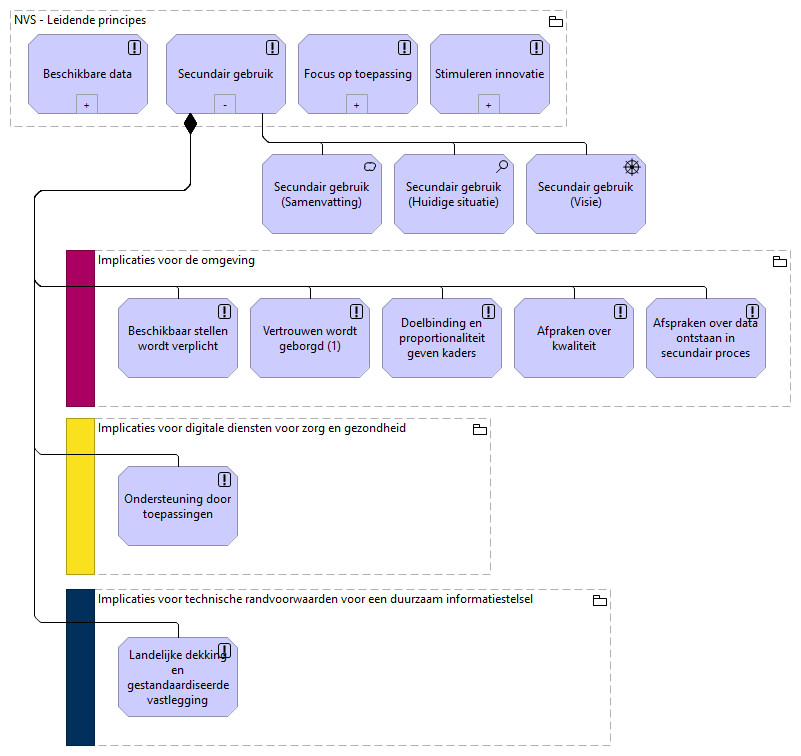 NVS - Leidende principes
Beschikbare data
+
Secundair gebruik
-
Focus op toepassing
+
Stimuleren innovatie
+
Secundair gebruik
(Samenvatting)
Secundair gebruik
(Huidige situatie)
Secundair gebruik
(Visie)
Implicaties voor de omgeving
Beschikbaar stellen
wordt verplicht
Vertrouwen wordt
geborgd (1)
Doelbinding en
proportionaliteit
geven kaders
Afpraken over
kwaliteit
Afspraken over data
ontstaan in
secundair proces
Implicaties voor digitale diensten voor zorg en gezondheid
Ondersteuning door
toepassingen
Implicaties voor technische randvoorwaarden voor een duurzaam informatiestelsel
Landelijke dekking
en
gestandaardiseerde
vastlegging